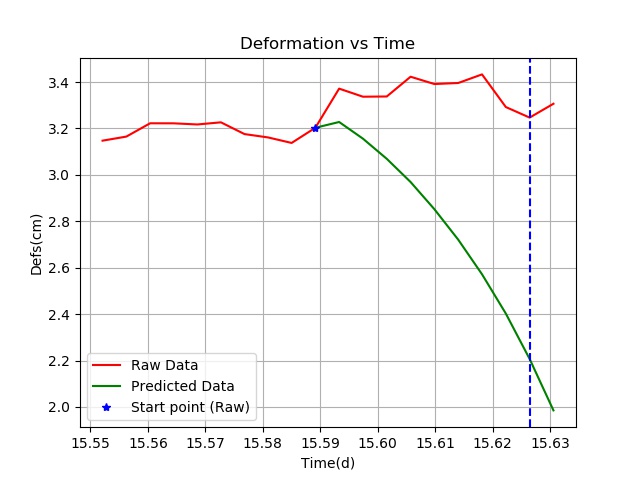 Deformation vs Time
Defs(cm)
3.4
3.2
3.0
2.8
2.6
2.4
2.2
2.0
Raw Data
Predicted Data
Start point (Raw)
15.55 15.56 15.57 15.58 15.59 15.60 15.61 15.62 15.63
Time(d)